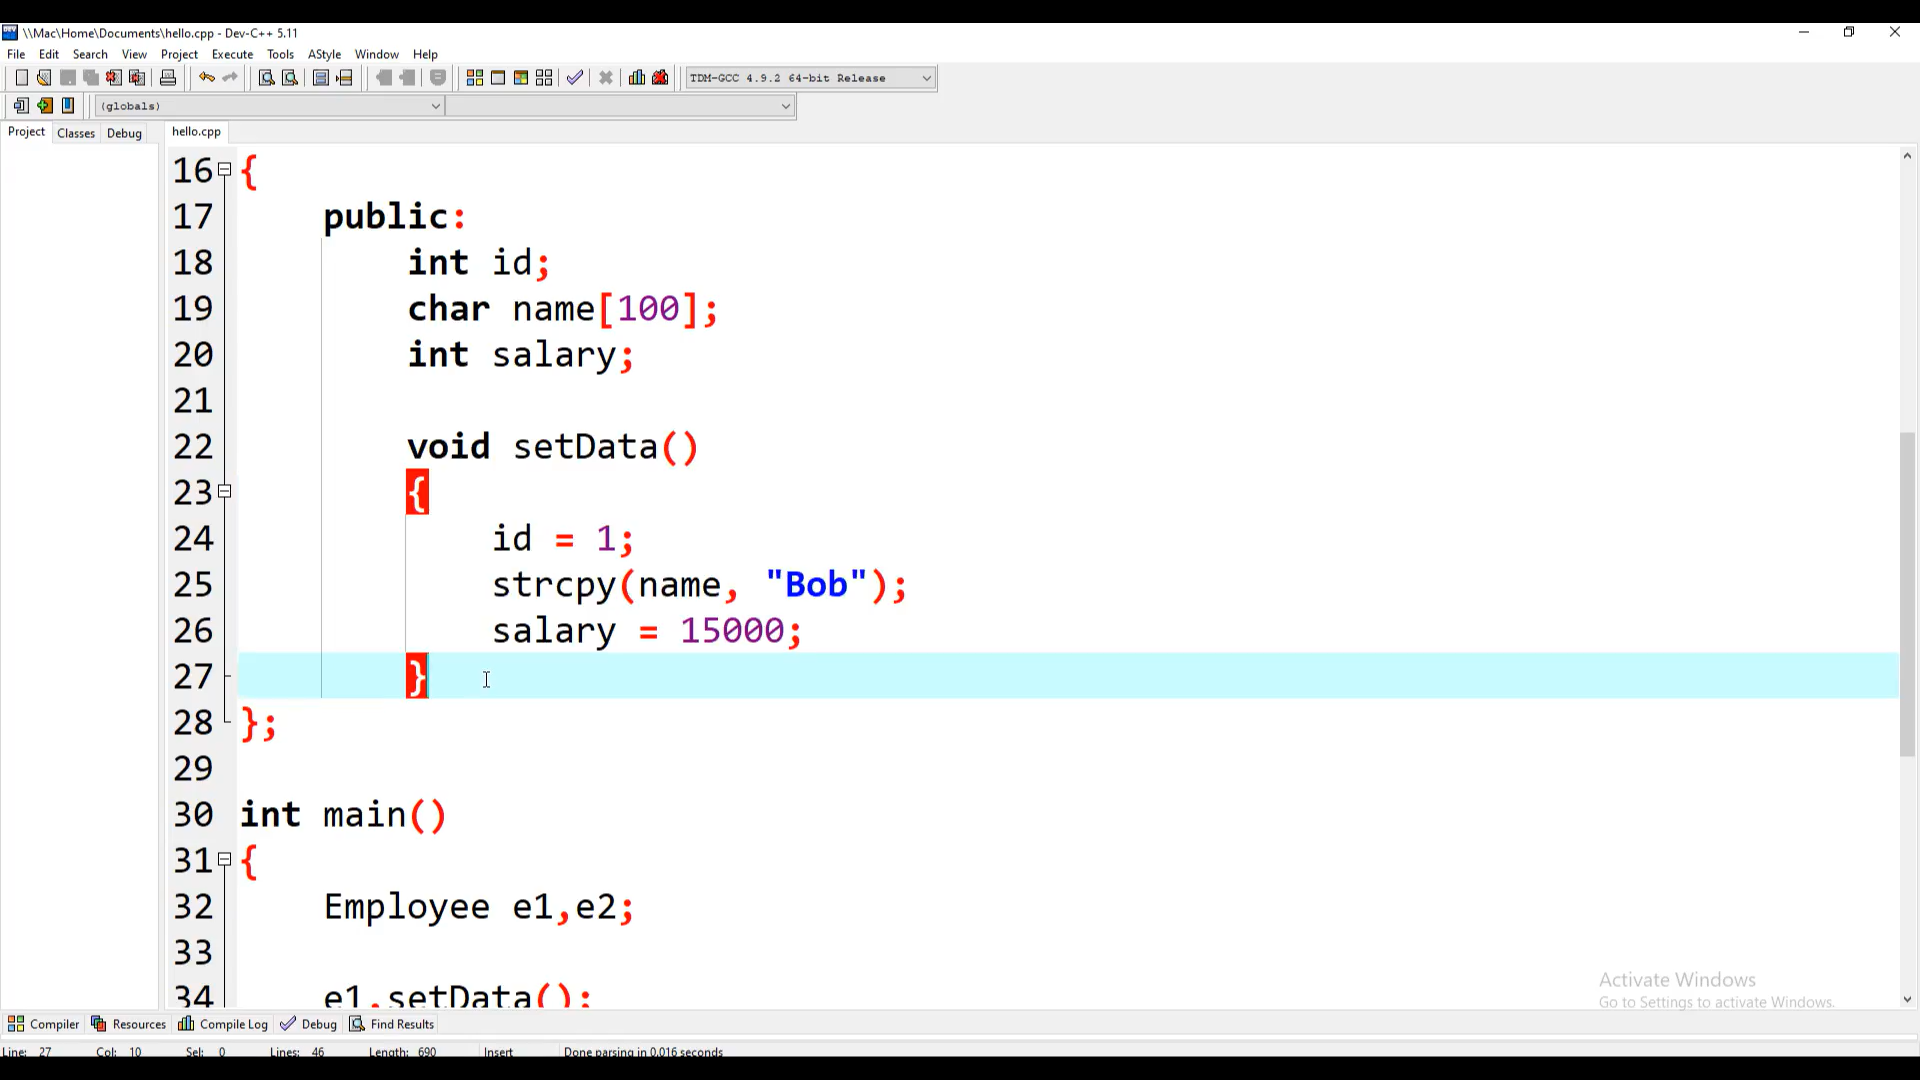 \\Mac\Home\Documents\hello.cpp - Dev-C++ 5.11
File Edit Search View Project Execute Tools AStyle Window Help
TDM-GCC 4.9.2 64-bit Release
(globals)
Project Classes Debug hello.cpp
16 {
17 public:
18 int id;
19 char name[100];
20 int salary;
21
22 void setData()
23 {
24 id = 1;
25 strcpy(name, "Bob");
26 salary = 15000;
27 }
28 };
29
30 int main()
31 {
32 Employee e1,e2;
33
34 e1.setData();
Activate Windows
Go to Settings to activate Windows.
Compiler Resources Compile Log Debug Find Results
Line: 27 Col: 10 Sel: 0 Lines: 46 Length: 690 Insert Done parsing in 0.016 seconds